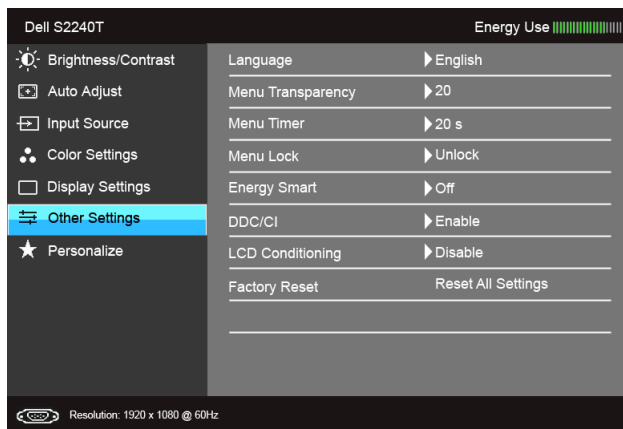 Dell S2240T Energy Use
Brightness/Contrast
Auto Adjust
Input Source
Color Settings
Display Settings
Other Settings
Personalize
Language English
Menu Transparency 20
Menu Timer 20 s
Menu Lock Unlock
Energy Smart Off
DDC/CI Enable
LCD Conditioning Disable
Factory Reset Reset All Settings
Resolution: 1920 x 1080 @ 60Hz